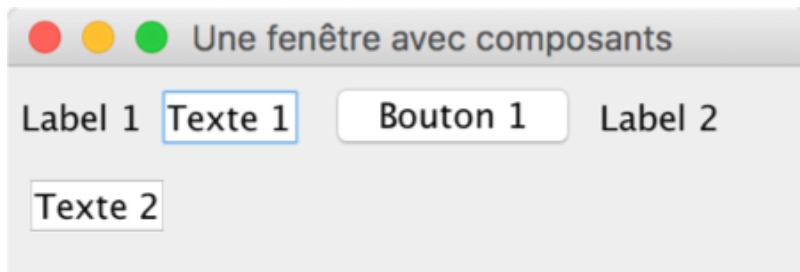 Une fenêtre avec composants
Label 1 Texte 1 Bouton 1 Label 2
Texte 2